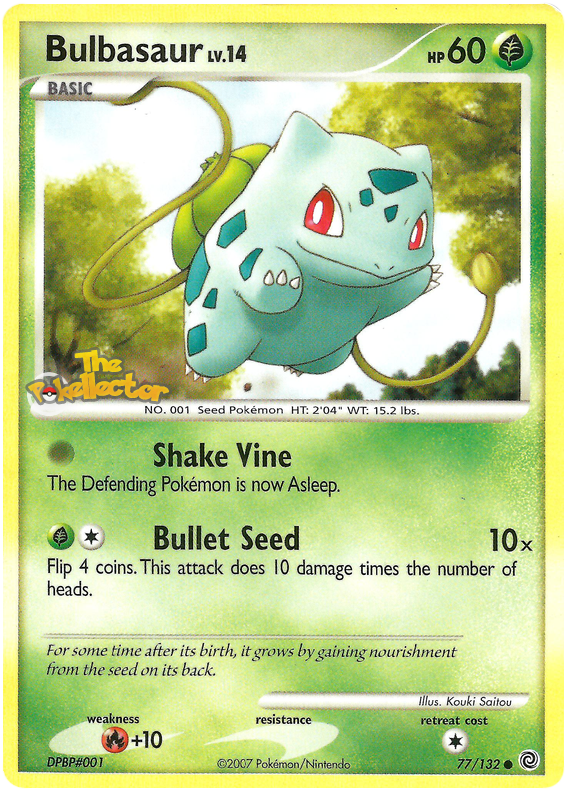 Bulbasaur LV.14
HP 60
BASIC
The
Pokellector
NO. 001 Seed Pokémon HT: 2'04" WT: 15.2 lbs.
Shake Vine
The Defending Pokémon is now Asleep.
Bullet Seed 10x
Flip 4 coins. This attack does 10 damage times the number of
heads.
For some time after its birth, it grows by gaining nourishment
from the seed on its back.
Illus. Kouki Saitou
weakness resistance retreat cost
+10
DPBP#001 ©2007 Pokémon/Nintendo 77/132